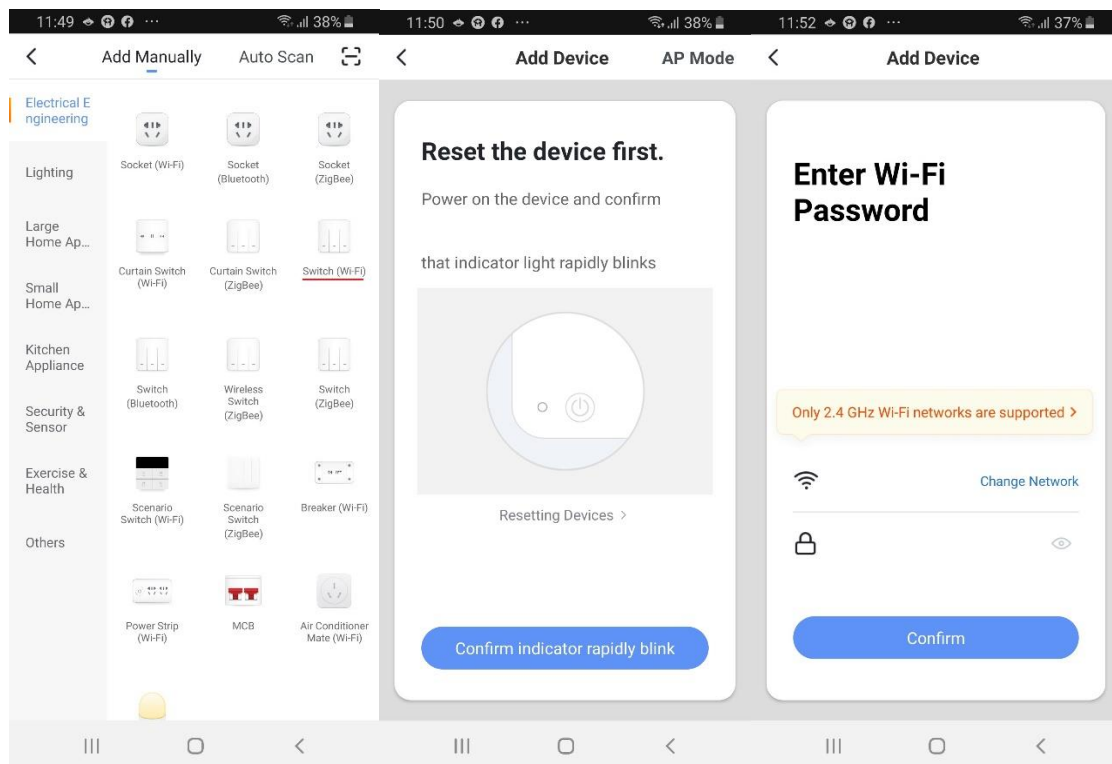 11:49 ... 38%
Add Manually Auto Scan
Electrical E
ngineering
Lighting
Large
Home Ap...
Small
Home Ap...
Kitchen
Appliance
Security &
Sensor
Exercise &
Health
Others
Socket (Wi-Fi)
Socket
(Bluetooth)
Socket
(ZigBee)
Curtain Switch
(Wi-Fi)
Curtain Switch
(ZigBee)
Switch (Wi-Fi)
Switch
(Bluetooth)
Wireless
Switch
(ZigBee)
Switch
(ZigBee)
Scenario
Switch (Wi-Fi)
Scenario
Switch
(ZigBee)
Breaker (Wi-Fi)
Power Strip
(Wi-Fi)
MCB
Air Conditioner
Mate (Wi-Fi)
11:50 ... 38%
Add Device AP Mode
Reset the device first.
Power on the device and confirm
that indicator light rapidly blinks
Resetting Devices >
Confirm indicator rapidly blink
11:52 ... 37%
Add Device
Enter Wi-Fi
Password
Only 2.4 GHz Wi-Fi networks are supported >
Change Network
Confirm